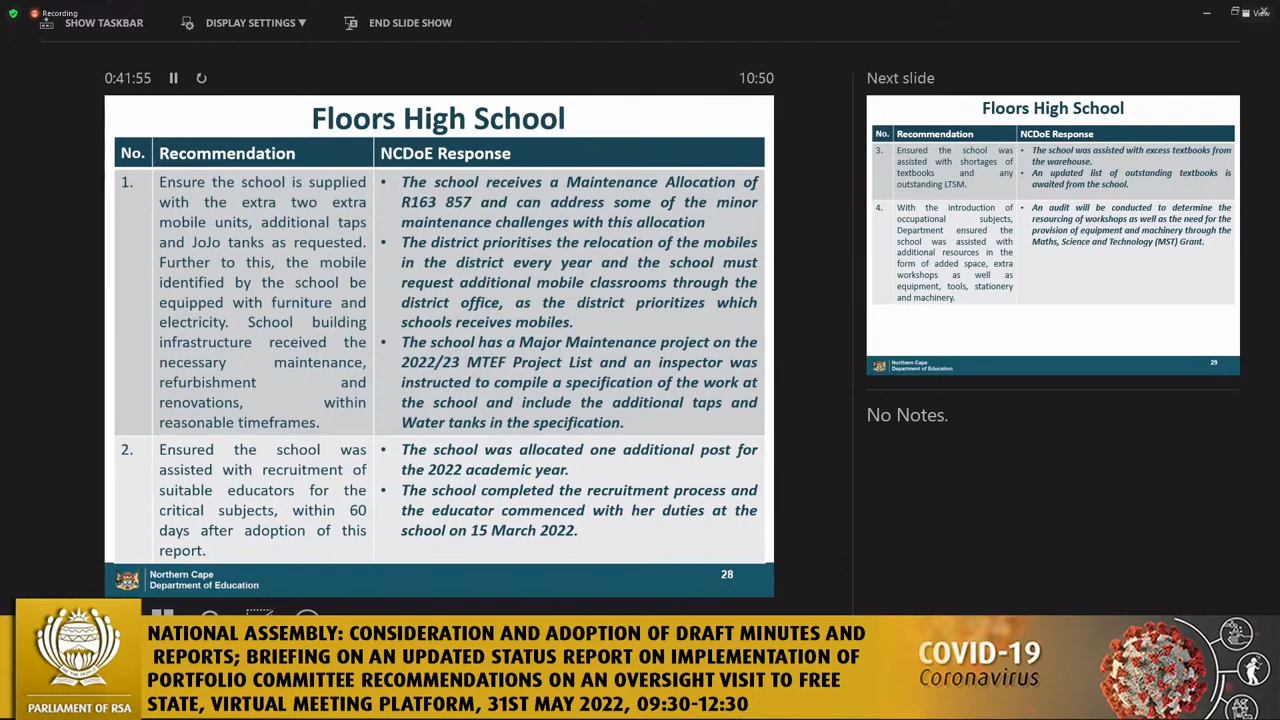 Recording
SHOW TASKBAR
DISPLAY SETTINGS ▼
END SLIDE SHOW
View
0:41:55
10:50
Floors High School
No. Recommendation NCDoE Response
1. Ensure the school is supplied
with the extra two extra
mobile units, additional taps
and JoJo tanks as requested.
Further to this, the mobile
identified by the school be
equipped with furniture and
electricity. School building
infrastructure received the
necessary maintenance,
refurbishment and
renovations, within
reasonable timeframes.
• The school receives a Maintenance Allocation of
R163 857 and can address some of the minor
maintenance challenges with this allocation
• The district prioritises the relocation of the mobiles
in the district every year and the school must
request additional mobile classrooms through the
district office, as the district prioritizes which
schools receives mobiles.
• The school has a Major Maintenance project on the
2022/23 MTEF Project List and an inspector was
instructed to compile a specification of the work at
the school and include the additional taps and
Water tanks in the specification.
2. Ensured the school was
assisted with recruitment of
suitable educators for the
critical subjects, within 60
days after adoption of this
report.
• The school was allocated one additional post for
the 2022 academic year.
• The school completed the recruitment process and
the educator commenced with her duties at the
school on 15 March 2022.
Northern Cape
Department of Education
28
Next slide
Floors High School
No. Recommendation NCDoE Response
3. Ensured the school was
assisted with shortages of
textbooks and any
outstanding LTSM.
• The school was assisted with excess textbooks from
the warehouse.
• An updated list of outstanding textbooks is
awaited from the school.
4. With the introduction of
occupational subjects,
Department ensured the
school was assisted with
additional resources in the
form of added space, extra
workshops as well as
equipment, tools, stationery
and machinery.
• An audit will be conducted to determine the
resourcing of workshops as well as the need for the
provision of equipment and machinery through the
Maths, Science and Technology (MST) Grant.
Northern Cape
Department of Education
29
No Notes.
PARLIAMENT OF RSA
NATIONAL ASSEMBLY: CONSIDERATION AND ADOPTION OF DRAFT MINUTES AND
REPORTS; BRIEFING ON AN UPDATED STATUS REPORT ON IMPLEMENTATION OF
PORTFOLIO COMMITTEE RECOMMENDATIONS ON AN OVERSIGHT VISIT TO FREE
STATE, VIRTUAL MEETING PLATFORM, 31ST MAY 2022, 09:30-12:30
COVID-19
Coronavirus